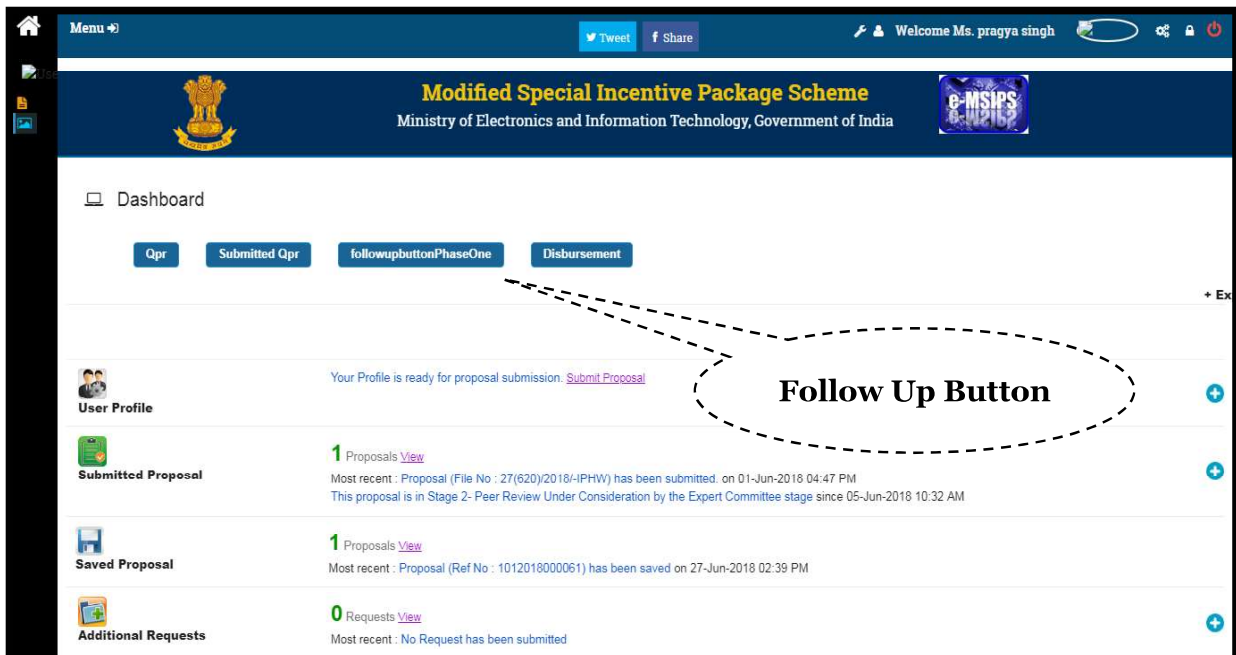 Menu
Tweet
Share
Welcome Ms. pragya singh
Use
Modified Special Incentive Package Scheme
Ministry of Electronics and Information Technology, Government of India
e-MSIPS
Dashboard
Qpr
Submitted Qpr
followupbuttonPhaseOne
Disbursement
+ Ex
Follow Up Button
User Profile
Your Profile is ready for proposal submission. Submit Proposal
Submitted Proposal
1 Proposals View
Most recent : Proposal (File No : 27(620)/2018/-IPHW) has been submitted. on 01-Jun-2018 04:47 PM
This proposal is in Stage 2- Peer Review Under Consideration by the Expert Committee stage since 05-Jun-2018 10:32 AM
Saved Proposal
1 Proposals View
Most recent : Proposal (Ref No : 1012018000061) has been saved on 27-Jun-2018 02:39 PM
Additional Requests
0 Requests View
Most recent : No Request has been submitted